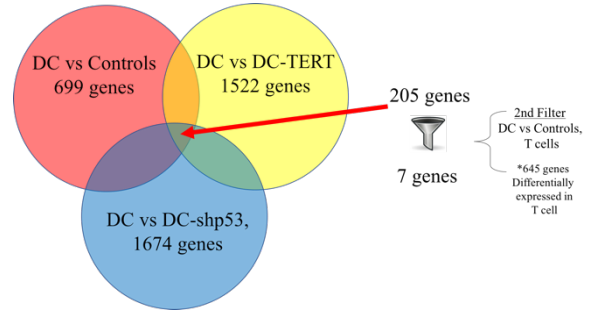 DC vs Controls
699 genes
DC vs DC-TERT
1522 genes
DC vs DC-shp53,
1674 genes
205 genes
7 genes
2nd Filter
DC vs Controls,
T cells
*645 genes
Differentially
expressed in
T cell